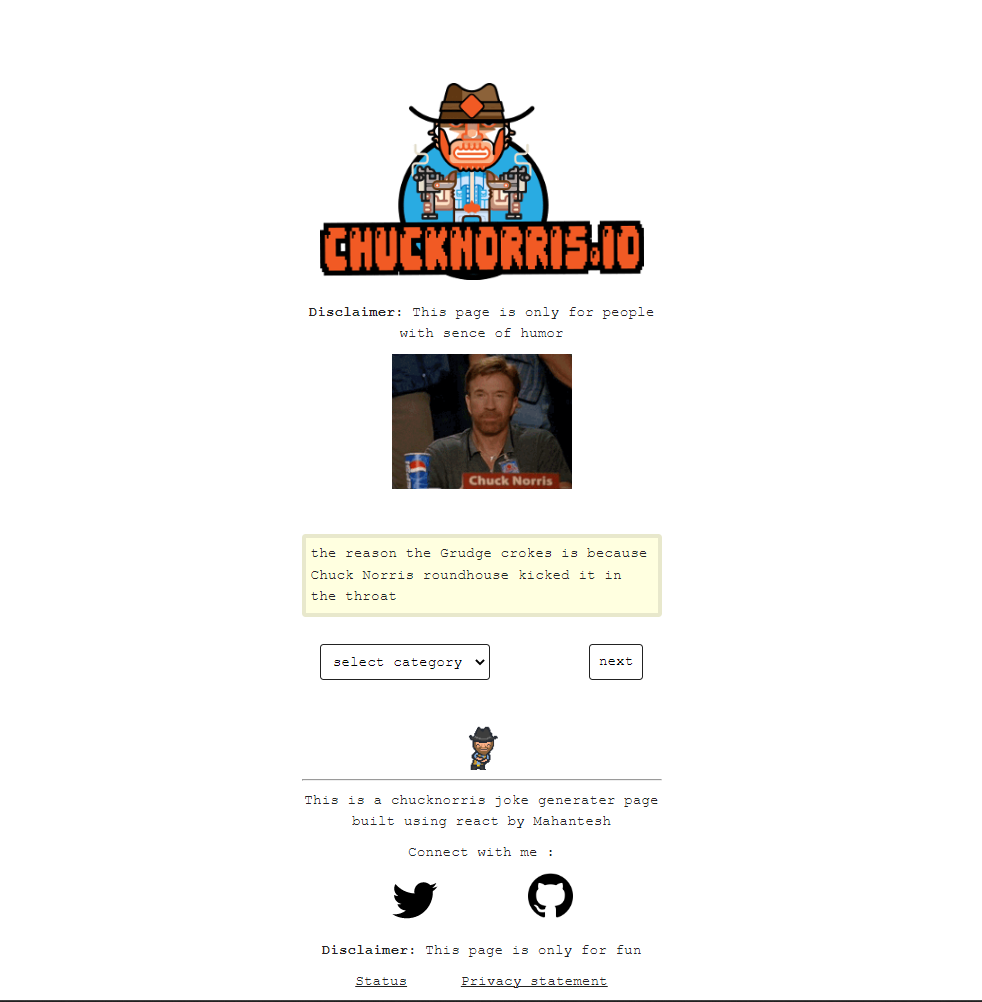 CHUCKNORRIS.IO
Disclaimer: This page is only for people
with sence of humor
Chuck Norris
the reason the Grudge crokes is because
Chuck Norris roundhouse kicked it in
the throat
select category
next
This is a chucknorris joke generater page
built using react by Mahantesh
Connect with me :
Disclaimer: This page is only for fun
Status Privacy statement